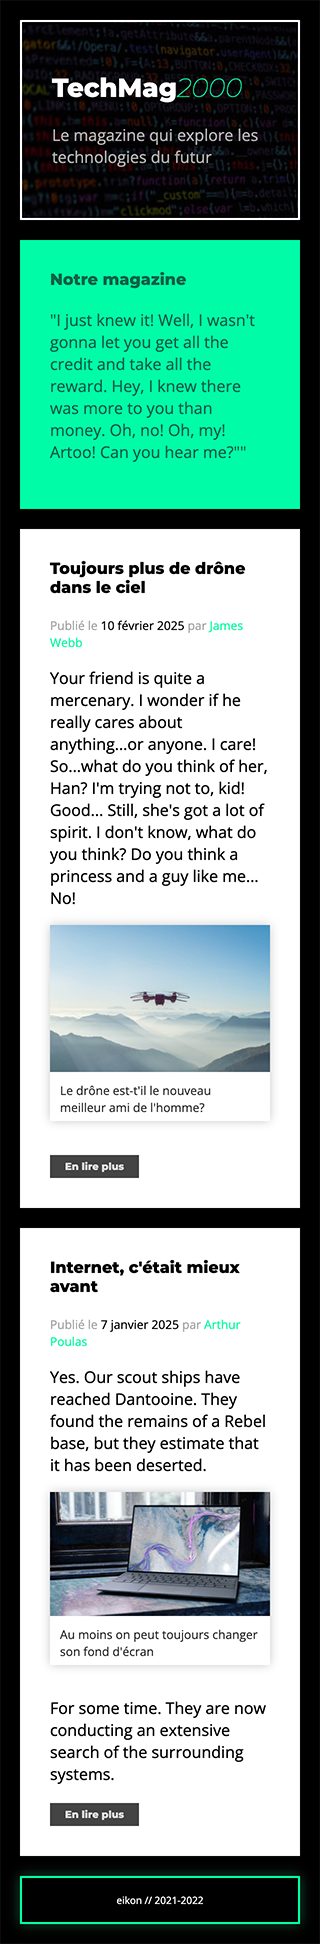 TechMag2000
Le magazine qui explore les
technologies du futur
Notre magazine
"I just knew it! Well, I wasn't
gonna let you get all the
credit and take all the
reward. Hey, I knew there
was more to you than
money. Oh, no! Oh, my!
Artoo! Can you hear me?""
Toujours plus de drône
dans le ciel
Publié le 10 février 2025 par James
Webb
Your friend is quite a
mercenary. I wonder if he
really cares about
anything...or anyone. I care!
So...what do you think of her,
Han? I'm trying not to, kid!
Good... Still, she's got a lot of
spirit. I don't know, what do
you think? Do you think a
princess and a guy like me...
No!
Le drône est-t'il le nouveau
meilleur ami de l'homme?
En lire plus
Internet, c'était mieux
avant
Publié le 7 janvier 2025 par Arthur
Poulas
Yes. Our scout ships have
reached Dantooine. They
found the remains of a Rebel
base, but they estimate that
it has been deserted.
Au moins on peut toujours changer
son fond d'écran
For some time. They are now
conducting an extensive
search of the surrounding
systems.
En lire plus
eikon // 2021-2022